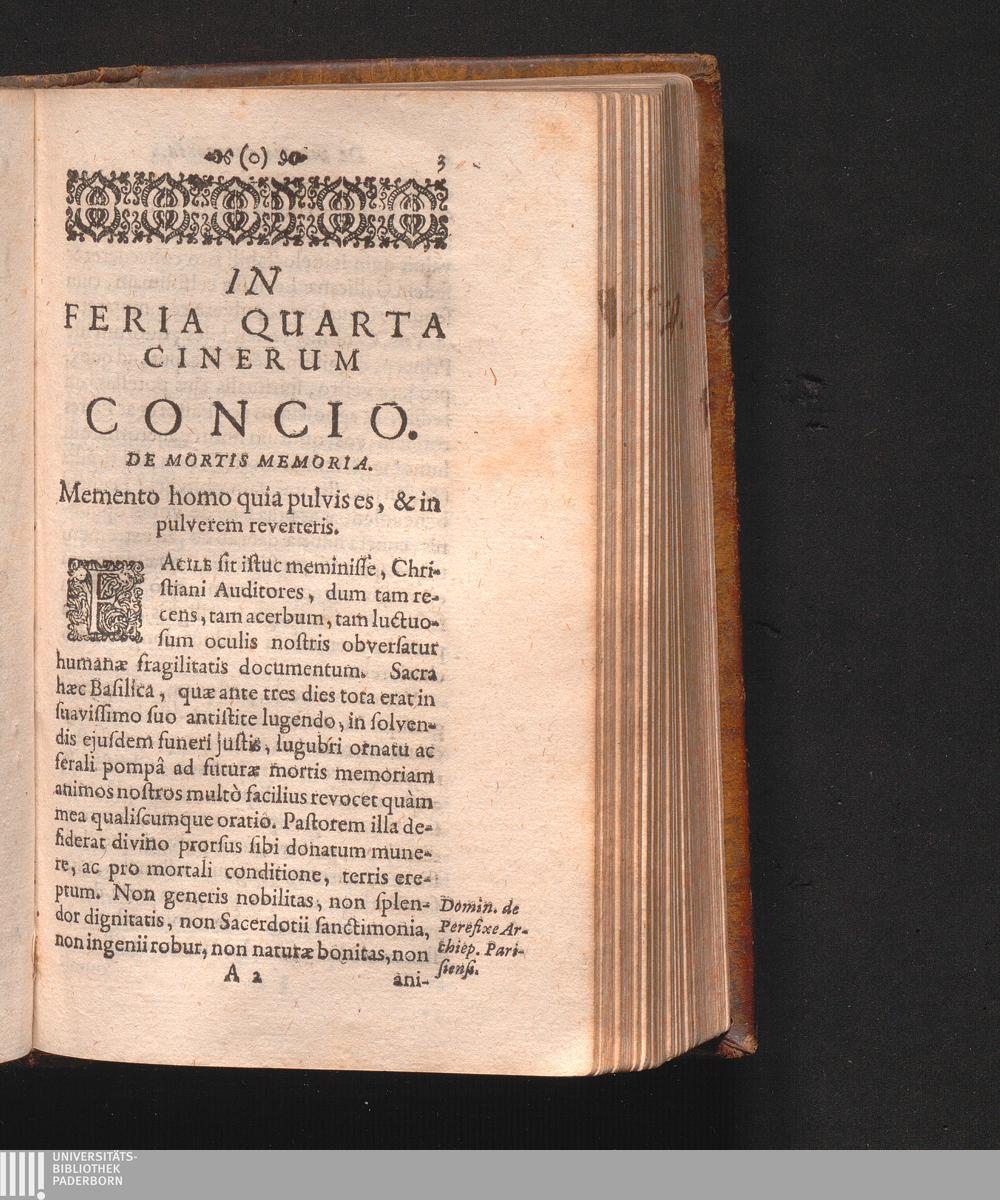 (o) 3
IN
FERIA QUARTA
CINERUM
CONCIO.
DE MORTIS MEMORIA.
Memento homo quia pulvis es, & in
pulverem reverteris.
FACILE sit iſtuc meminiſſe, Chri-
ſtiani Auditores, dum tam re-
cens, tam acerbum, tam luctuo-
ſum oculis noſtris obverſatur
humanæ fragilitatis documentum. Sacra
hæc Baſilica, quæ ante tres dies tota erat in
ſuaviſſimo ſuo antiſtite lugendo, in ſolven-
dis ejuſdem funeri juſtis, lugubri ornatu ac
ferali pompâ ad futuræ mortis memoriam
animos noſtros multò facilius revocet quàm
mea qualiſcumque oratio. Paſtorem illa de-
ſiderat divino prorſus ſibi donatum mune-
re, ac pro mortali conditione, terris ere-
ptum. Non generis nobilitas, non ſplen-
dor dignitatis, non Sacerdotii ſanctimonia,
non ingenii robur, non naturæ bonitas, non
Domin. de
Perefixe Ar-
chiep. Pari-
ſienſ.
A 2 ani-
UNIVERSITÄTS-
BIBLIOTHEK
PADERBORN